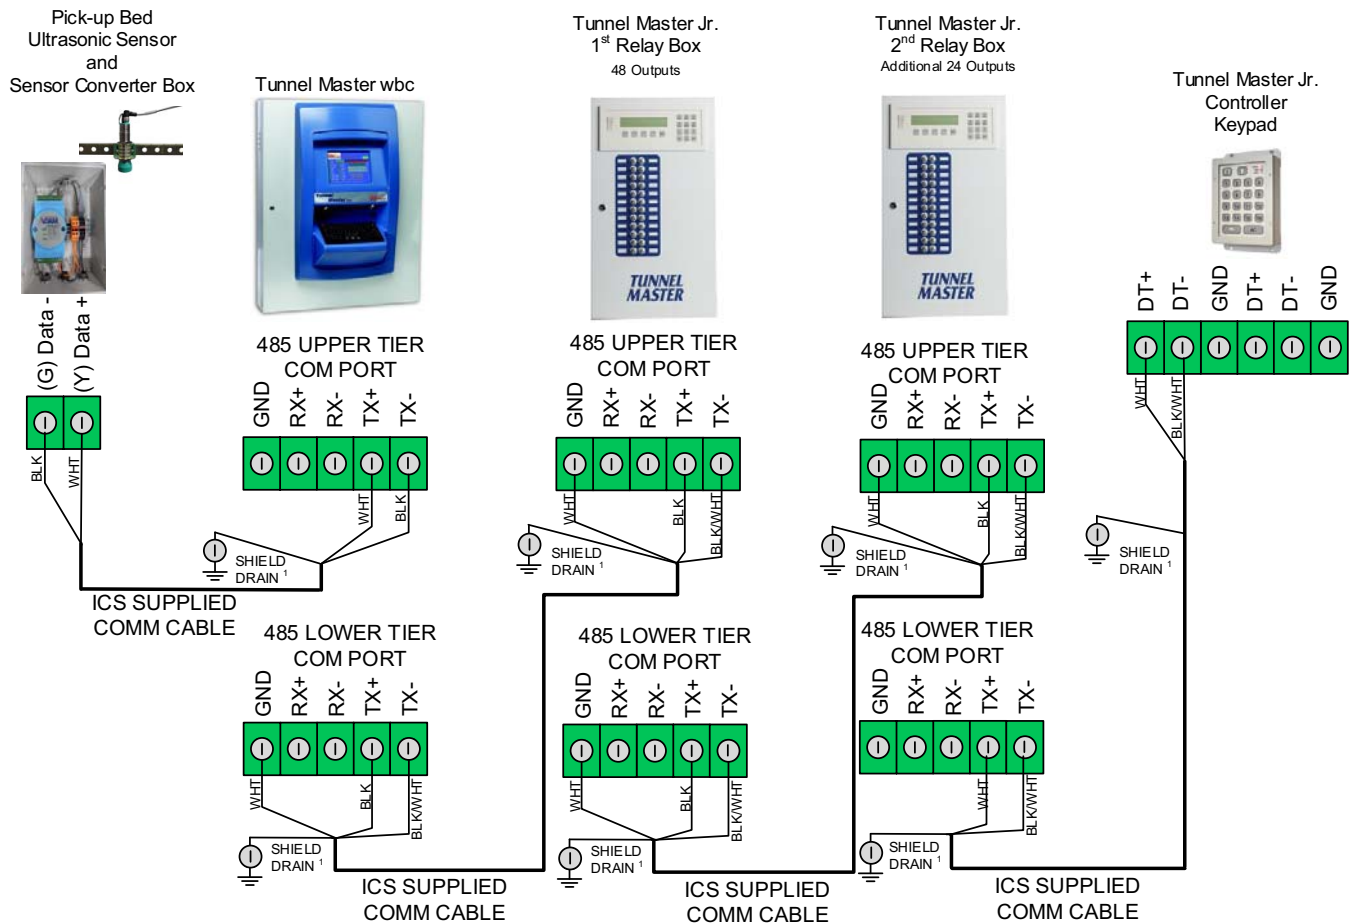 Pick-up Bed
Ultrasonic Sensor
and
Sensor Converter Box
Tunnel Master wbc
Tunnel Master Jr.
1st Relay Box
48 Outputs
Tunnel Master Jr.
2nd Relay Box
Additional 24 Outputs
Tunnel Master Jr.
Controller
Keypad
TUNNEL
MASTER
TUNNEL
MASTER
(G) Data -
(Y) Data +
BLK
WHT
485 UPPER TIER
COM PORT
GND
RX+
RX-
TX+
TX-
WHT
BLK
SHIELD
DRAIN 1
485 UPPER TIER
COM PORT
GND
RX+
RX-
TX+
TX-
WHT
BLK
BLK/WHT
SHIELD
DRAIN 1
485 UPPER TIER
COM PORT
GND
RX+
RX-
TX+
TX-
WHT
BLK
BLK/WHT
SHIELD
DRAIN 1
DT+
DT-
GND
DT+
DT-
GND
WHT
BLK/WHT
SHIELD
DRAIN 1
ICS SUPPLIED
COMM CABLE
485 LOWER TIER
COM PORT
GND
RX+
RX-
TX+
TX-
WHT
BLK
BLK/WHT
SHIELD
DRAIN 1
ICS SUPPLIED
COMM CABLE
485 LOWER TIER
COM PORT
GND
RX+
RX-
TX+
TX-
WHT
BLK
BLK/WHT
SHIELD
DRAIN 1
ICS SUPPLIED
COMM CABLE
485 LOWER TIER
COM PORT
GND
RX+
RX-
TX+
TX-
WHT
BLK/WHT
SHIELD
DRAIN 1
ICS SUPPLIED
COMM CABLE